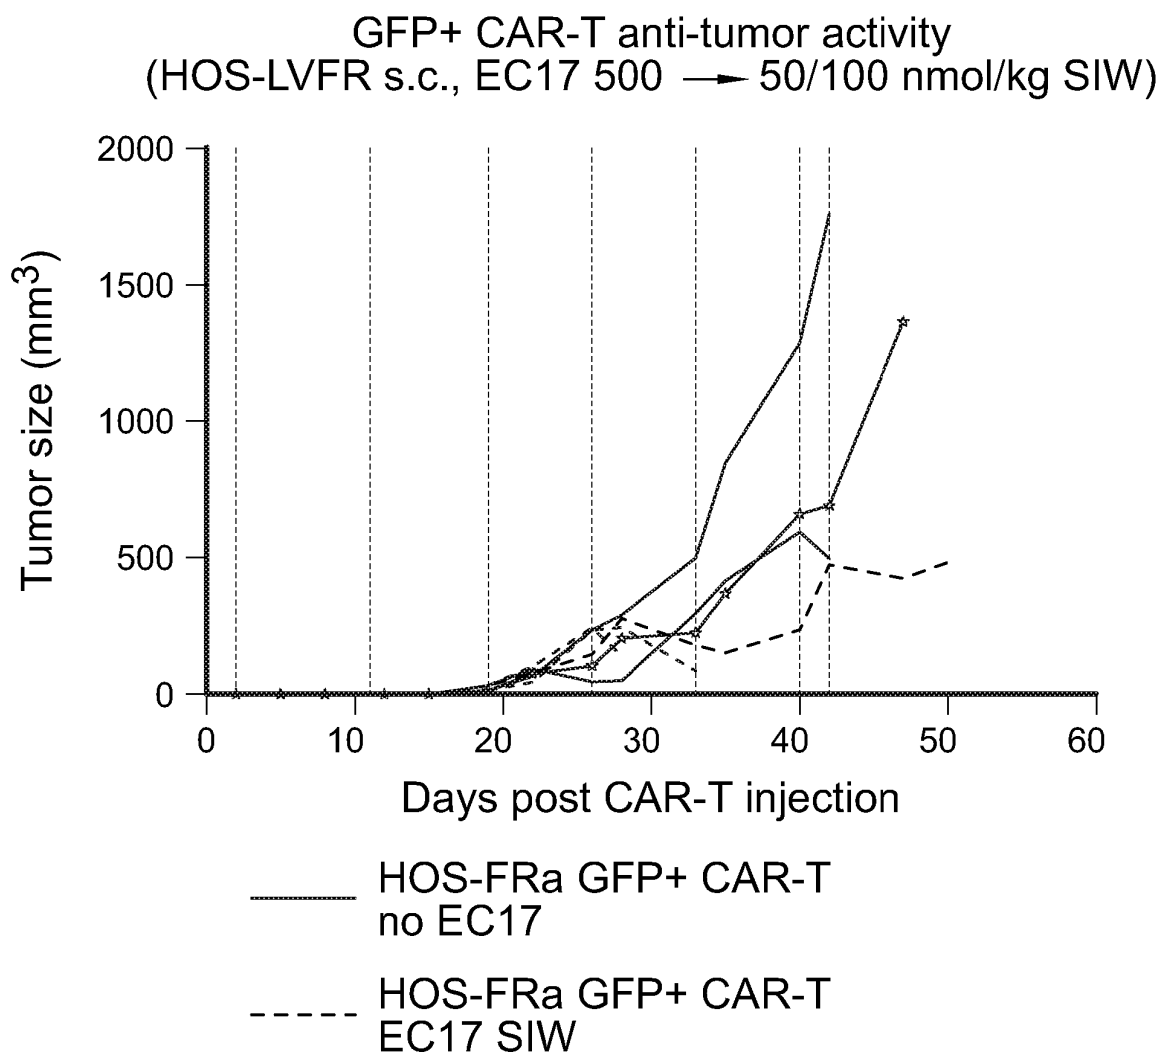 GFP+ CAR-T anti-tumor activity
(HOS-LVFR s.c., EC17 500 → 50/100 nmol/kg SIW)
2000
1500
1000
500
0
Tumor size (mm³)
0 10 20 30 40 50 60
Days post CAR-T injection
HOS-FRa GFP+ CAR-T
no EC17
HOS-FRa GFP+ CAR-T
EC17 SIW